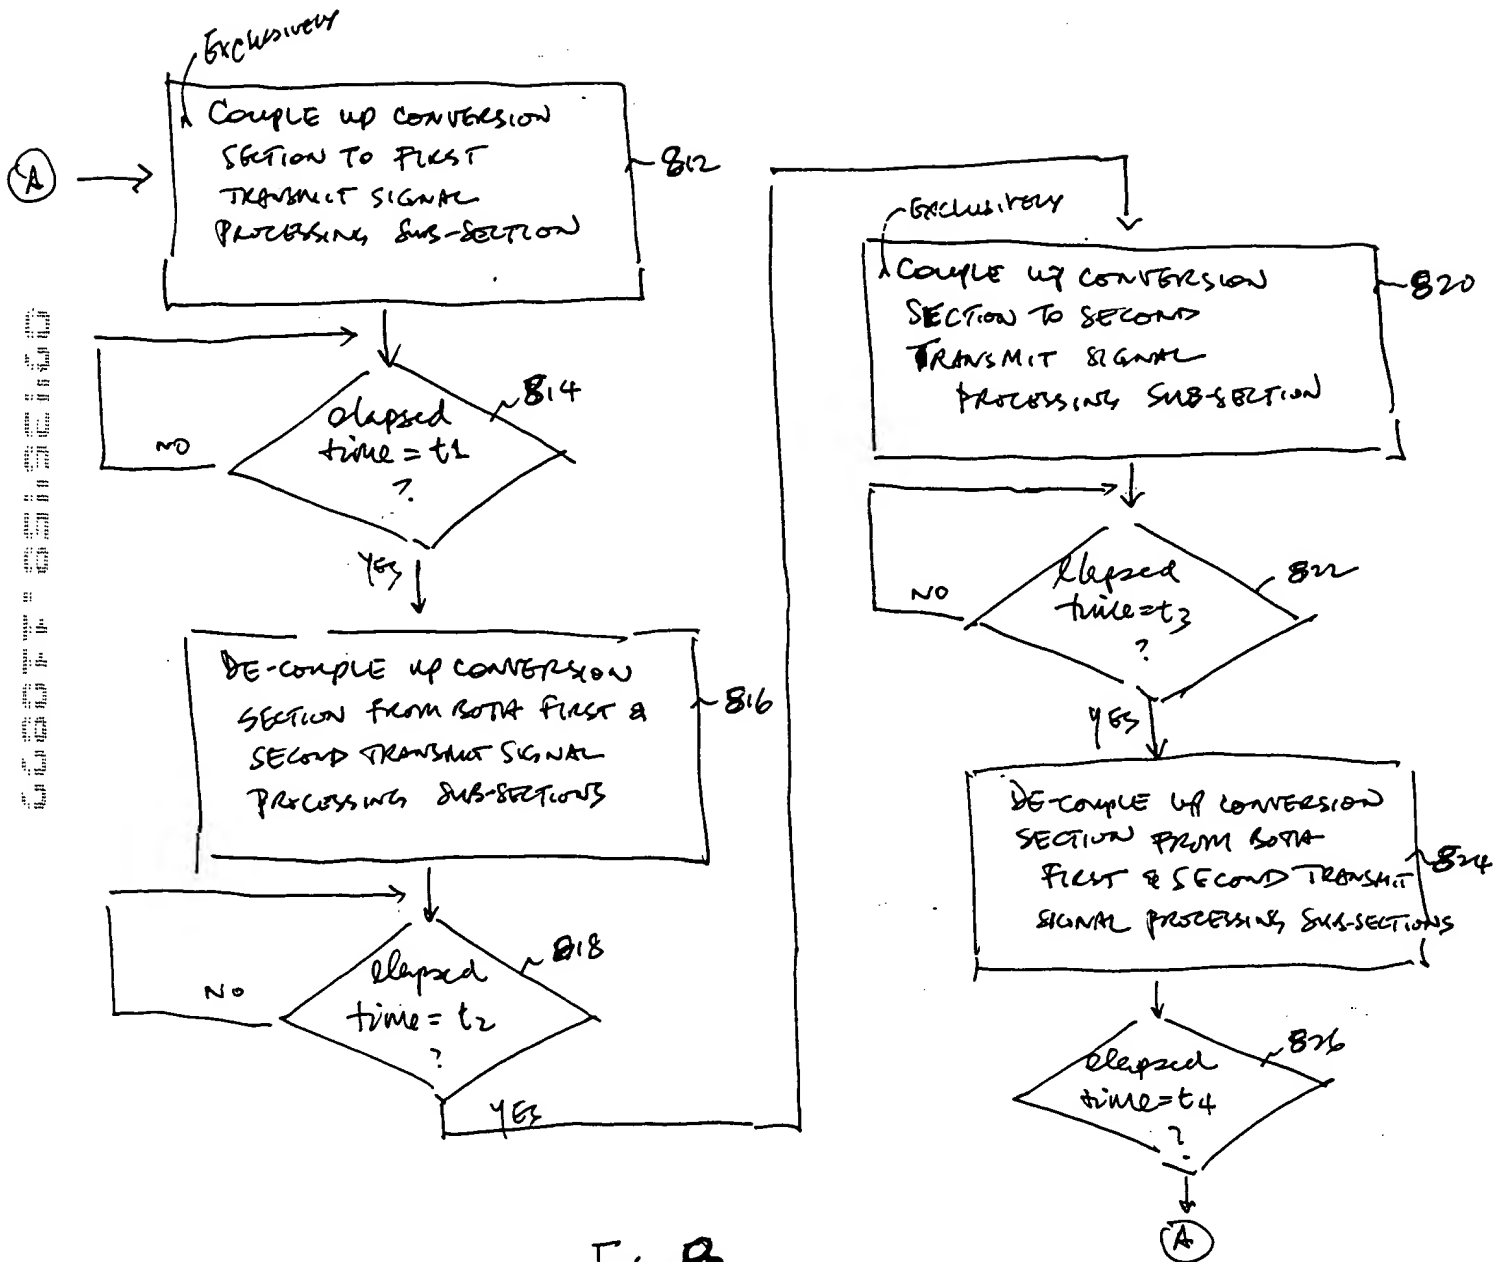 Exclusively
A
COUPLE UP CONVERSION
SECTION TO FIRST
TRANSMIT SIGNAL
PROCESSING SUB-SECTION
812
elapsed
time = t1
?
814
NO
YES
DE-COUPLE UP CONVERSION
SECTION FROM BOTH FIRST &
SECOND TRANSMIT SIGNAL
PROCESSING SUB-SECTIONS
816
elapsed
time = t2
?
818
NO
YES
EXCLUSIVELY
COUPLE UP CONVERSION
SECTION TO SECOND
TRANSMIT SIGNAL
PROCESSING SUB-SECTION
820
elapsed
time = t3
?
822
NO
YES
DE-COUPLE UP CONVERSION
SECTION FROM BOTH
FIRST & SECOND TRANSMIT
SIGNAL PROCESSING SUB-SECTIONS
824
elapsed
time = t4
?
826
A